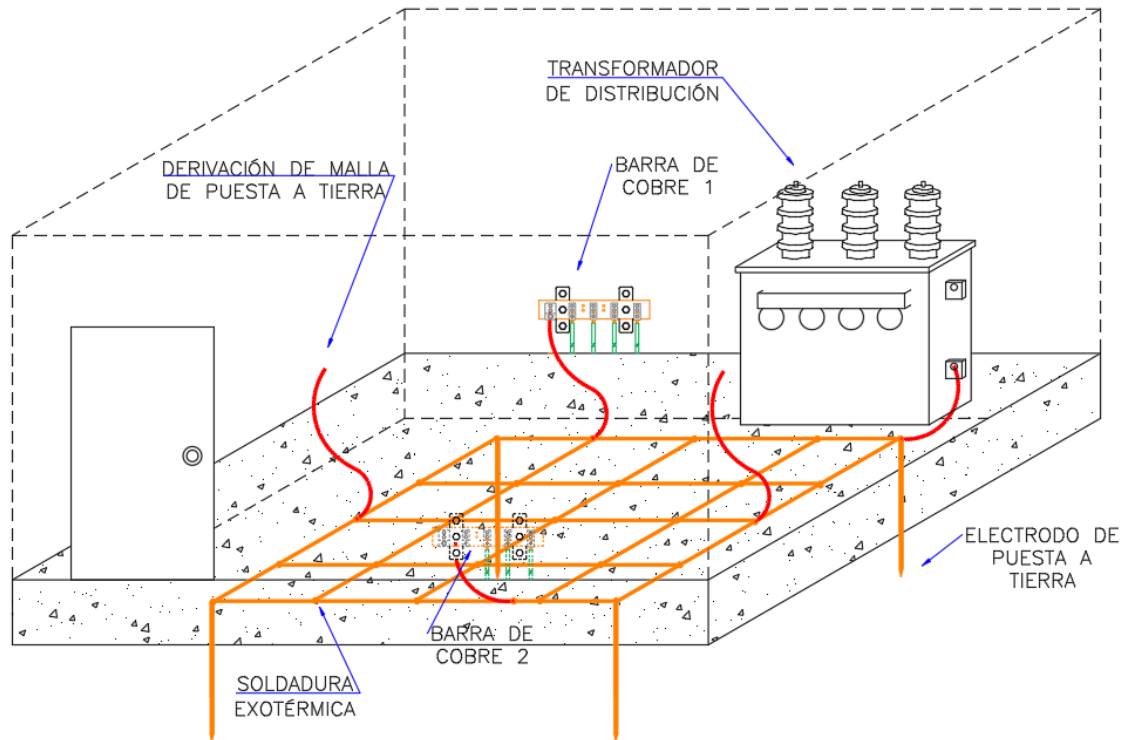 TRANSFORMADOR
DE DISTRIBUCIÓN
DERIVACIÓN DE MALLA
DE PUESTA A TIERRA
BARRA DE
COBRE 1
ELECTRODO DE
PUESTA A
TIERRA
BARRA DE
COBRE 2
SOLDADURA
EXOTÉRMICA